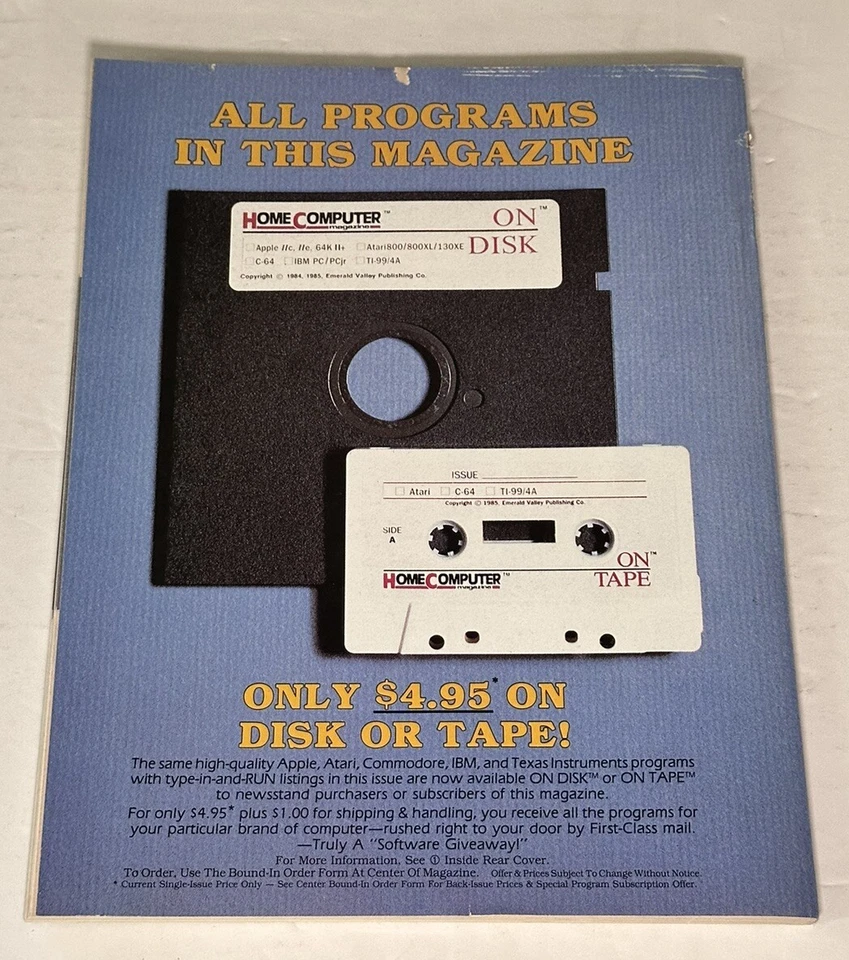 ALL PROGRAMS
IN THIS MAGAZINE
HOME COMPUTER™
magazine
ON™
DISK
Apple //c, //e, 64K II+ Atari800/800XL/130XE
C-64 IBM PC/PCjr TI-99/4A
Copyright © 1984, 1985, Emerald Valley Publishing Co.
ISSUE
Atari C-64 TI-99/4A
Copyright © 1985, Emerald Valley Publishing Co.
SIDE
A
HOME COMPUTER™
magazine
ON™
TAPE
ONLY $4.95* ON
DISK OR TAPE!
The same high-quality Apple, Atari, Commodore, IBM, and Texas Instruments programs
with type-in-and-RUN listings in this issue are now available ON DISK™ or ON TAPE™
to newsstand purchasers or subscribers of this magazine.
For only $4.95* plus $1.00 for shipping & handling, you receive all the programs for
your particular brand of computer—rushed right to your door by First-Class mail.
—Truly A "Software Giveaway!"
For More Information, See ① Inside Rear Cover.
To Order, Use The Bound-In Order Form At Center Of Magazine. Offer & Prices Subject To Change Without Notice.
* Current Single-Issue Price Only — See Center Bound-In Order Form For Back-Issue Prices & Special Program Subscription Offer.